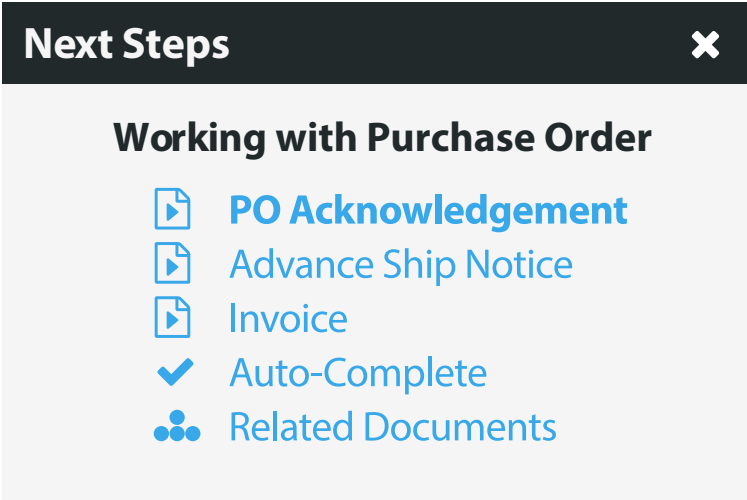 Next Steps
Working with Purchase Order
PO Acknowledgement
Advance Ship Notice
Invoice
Auto-Complete
Related Documents